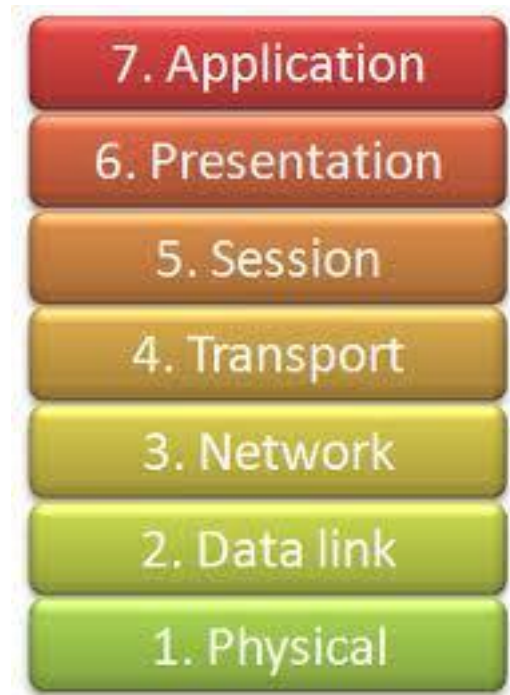 7. Application
6. Presentation
5. Session
4. Transport
3. Network
2. Data link
1. Physical